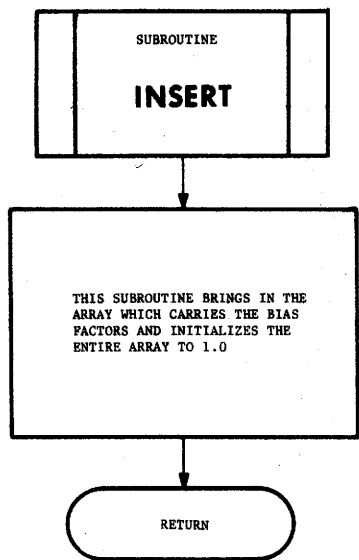 SUBROUTINE
INSERT
THIS SUBROUTINE BRINGS IN THE
ARRAY WHICH CARRIES THE BIAS
FACTORS AND INITIALIZES THE
ENTIRE ARRAY TO 1.0
RETURN